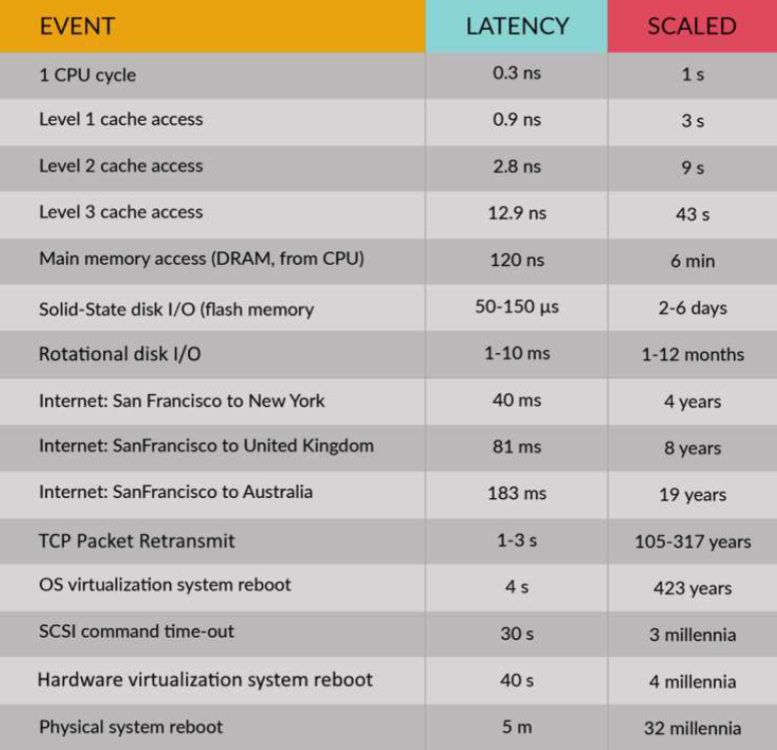 EVENT LATENCY SCALED
1 CPU cycle 0.3 ns 1 s
Level 1 cache access 0.9 ns 3 s
Level 2 cache access 2.8 ns 9 s
Level 3 cache access 12.9 ns 43 s
Main memory access (DRAM, from CPU) 120 ns 6 min
Solid-State disk I/O (flash memory 50-150 μs 2-6 days
Rotational disk I/O 1-10 ms 1-12 months
Internet: San Francisco to New York 40 ms 4 years
Internet: SanFrancisco to United Kingdom 81 ms 8 years
Internet: SanFrancisco to Australia 183 ms 19 years
TCP Packet Retransmit 1-3 s 105-317 years
OS virtualization system reboot 4 s 423 years
SCSI command time-out 30 s 3 millennia
Hardware virtualization system reboot 40 s 4 millennia
Physical system reboot 5 m 32 millennia